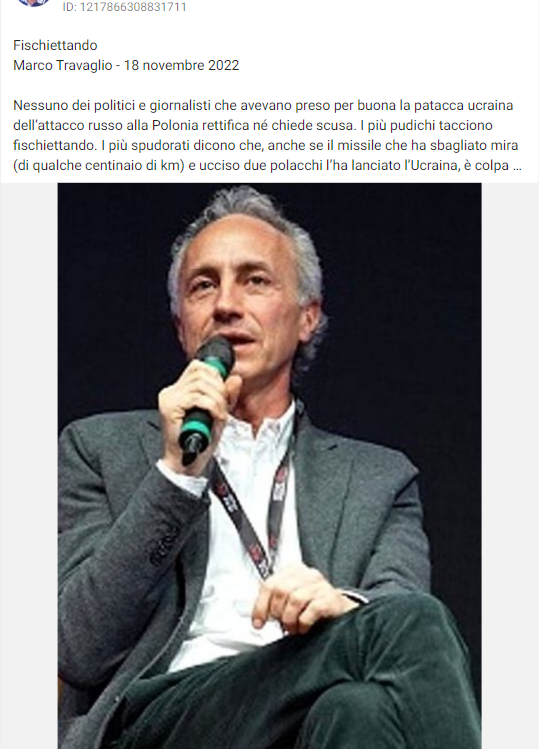 ID: 1217866308831711
Fischiettando
Marco Travaglio - 18 novembre 2022
Nessuno dei politici e giornalisti che avevano preso per buona la patacca ucraina
dell’attacco russo alla Polonia rettifica né chiede scusa. I più pudichi tacciono
fischiettando. I più spudorati dicono che, anche se il missile che ha sbagliato mira
(di qualche centinaio di km) e ucciso due polacchi l’ha lanciato l’Ucraina, è colpa ...